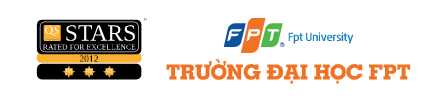 QS STARS
RATED FOR EXCELLENCE
2012
FPT Fpt University
TRƯỜNG ĐẠI HỌC FPT